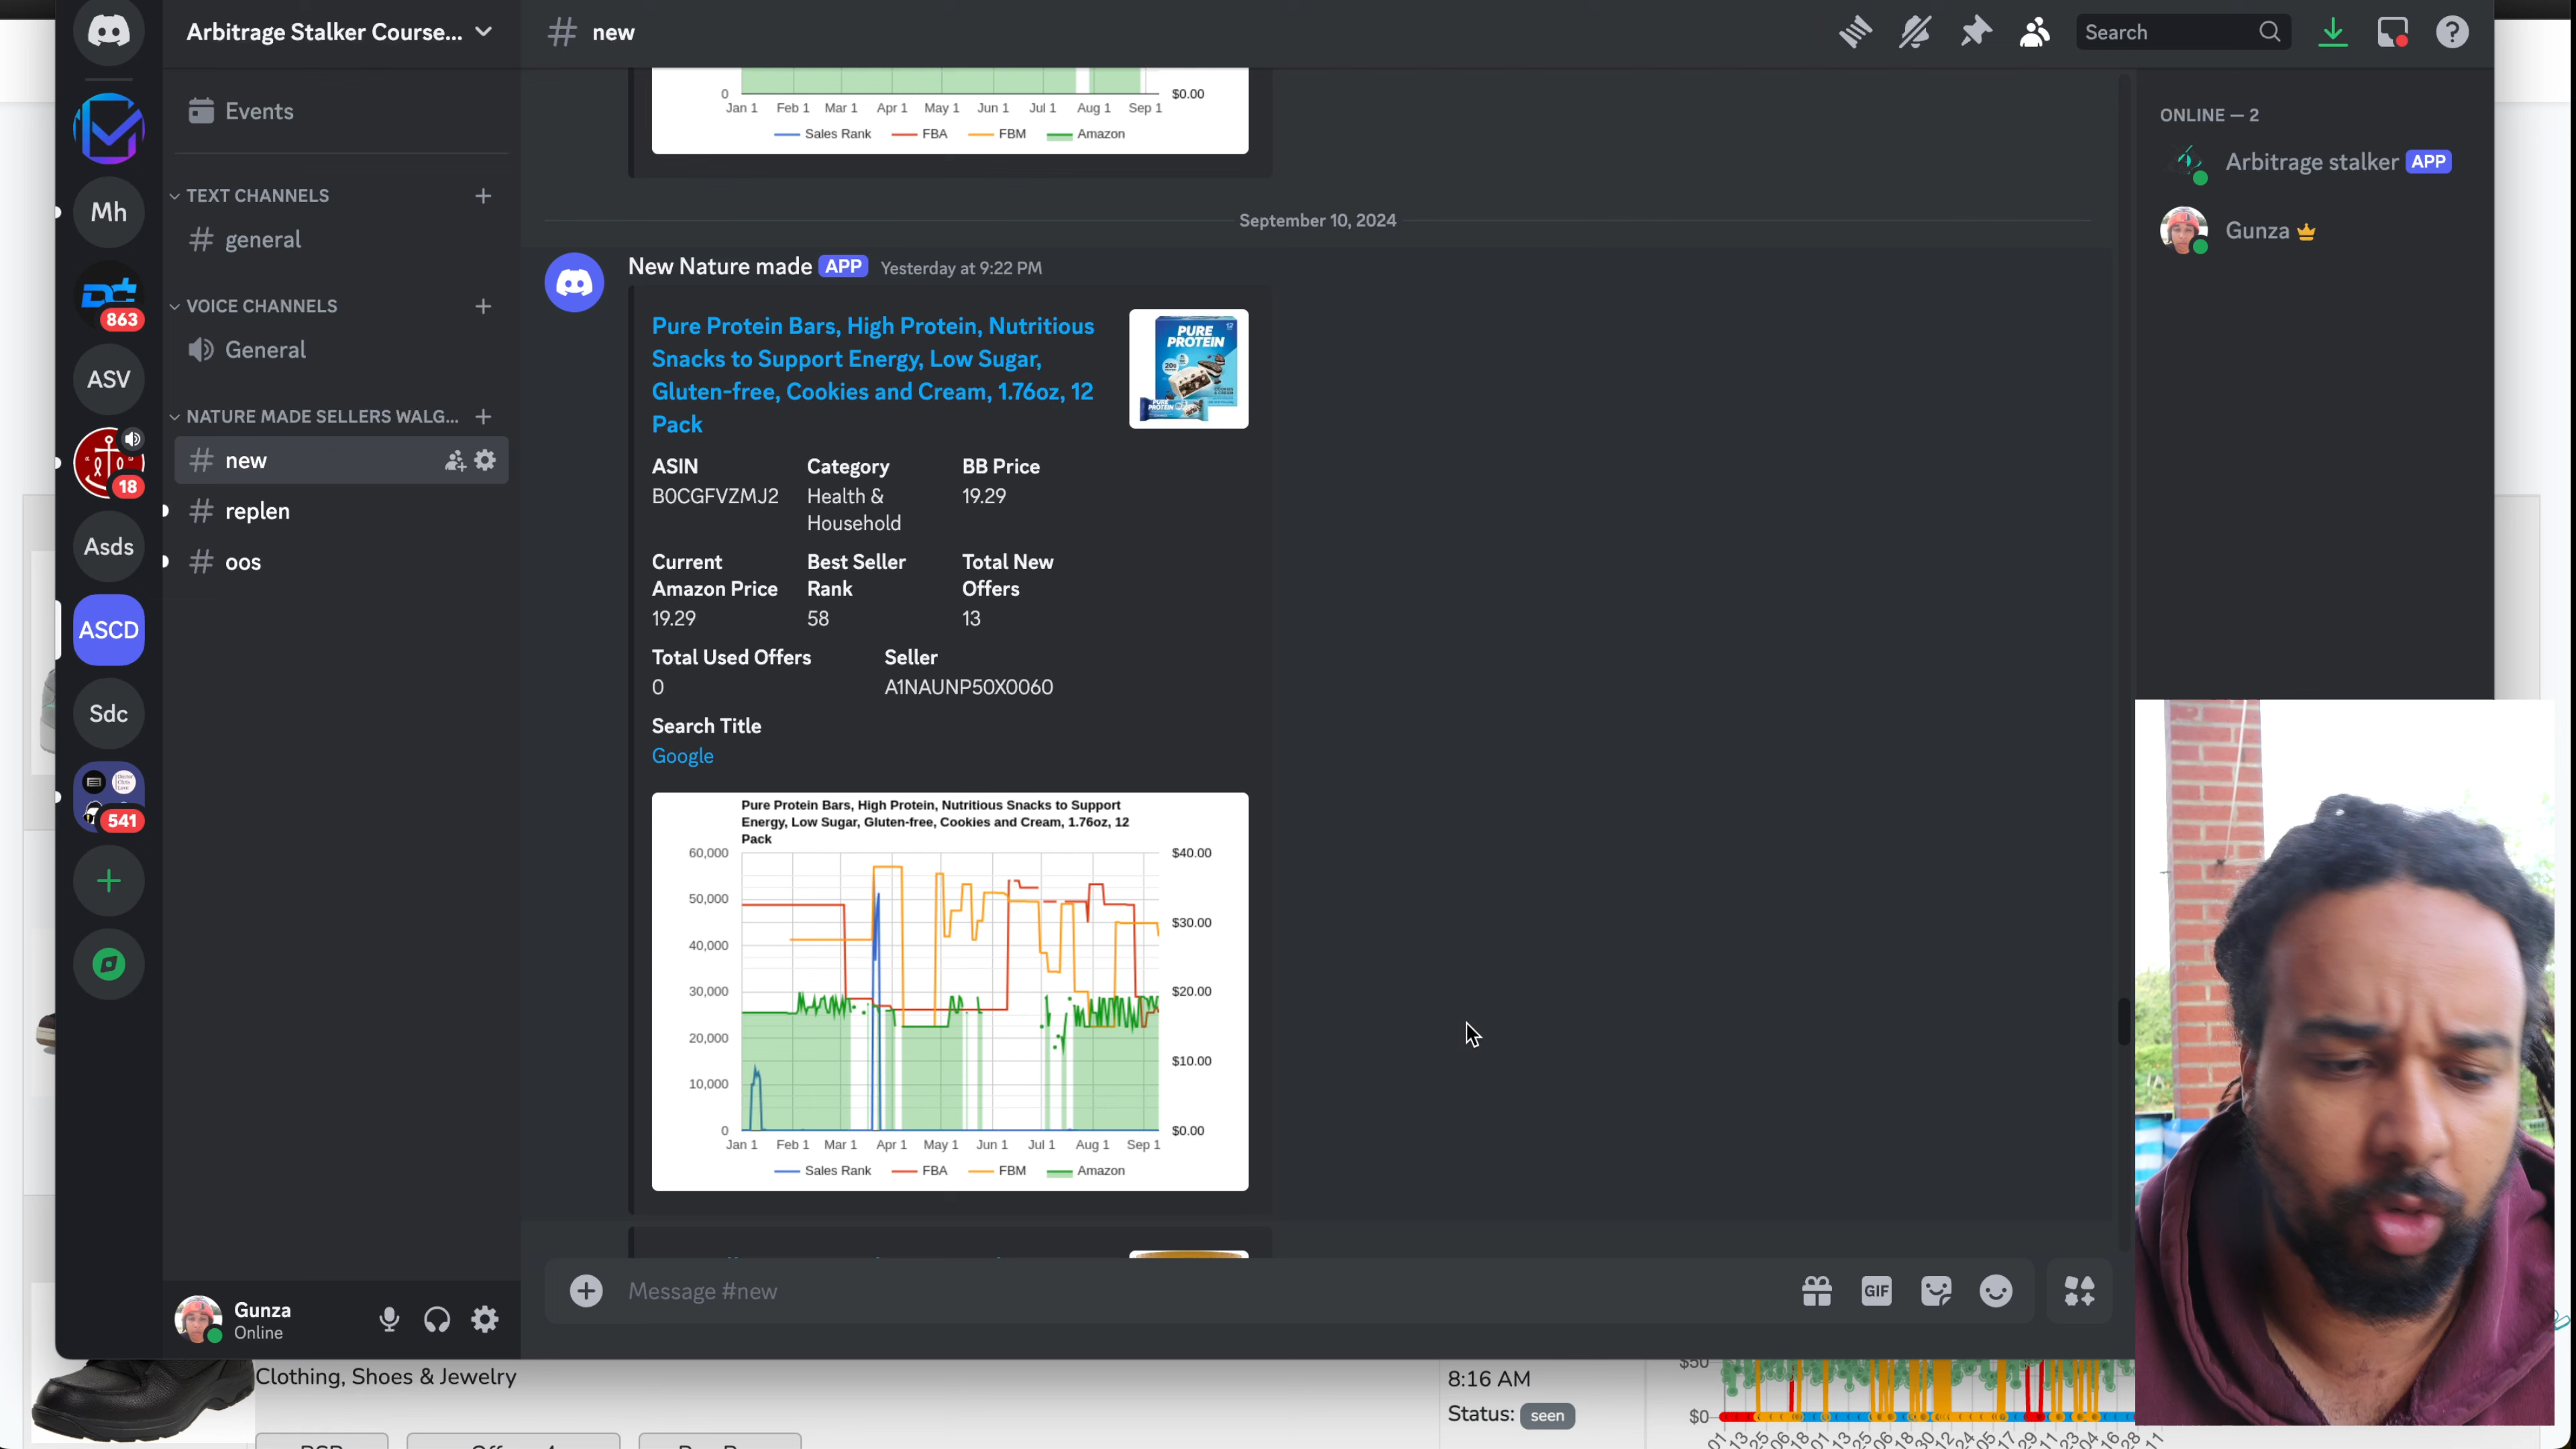 Arbitrage Stalker Course...
# new
Search
Events
TEXT CHANNELS
# general
VOICE CHANNELS
General
NATURE MADE SELLERS WALG...
# new
# replen
# oos
Mh
863
ASV
18
Asds
ASCD
Sdc
541
Gunza
Online
0
$0.00
Jan 1 Feb 1 Mar 1 Apr 1 May 1 Jun 1 Jul 1 Aug 1 Sep 1
Sales Rank FBA FBM Amazon
September 10, 2024
New Nature made APP Yesterday at 9:22 PM
Pure Protein Bars, High Protein, Nutritious
Snacks to Support Energy, Low Sugar,
Gluten-free, Cookies and Cream, 1.76oz, 12
Pack
PURE
PROTEIN
ASIN Category BB Price
B0CGFVZMJ2 Health & 19.29
Household
Current Best Seller Total New
Amazon Price Rank Offers
19.29 58 13
Total Used Offers Seller
0 A1NAUNP50X0060
Search Title
Google
Pure Protein Bars, High Protein, Nutritious Snacks to Support
Energy, Low Sugar, Gluten-free, Cookies and Cream, 1.76oz, 12
Pack
60,000 $40.00
50,000
$30.00
40,000
30,000 $20.00
20,000
$10.00
10,000
0 $0.00
Jan 1 Feb 1 Mar 1 Apr 1 May 1 Jun 1 Jul 1 Aug 1 Sep 1
Sales Rank FBA FBM Amazon
Message #new
GIF
ONLINE — 2
Arbitrage stalker APP
Gunza
Clothing, Shoes & Jewelry
8:16 AM
Status: seen
$50
$0